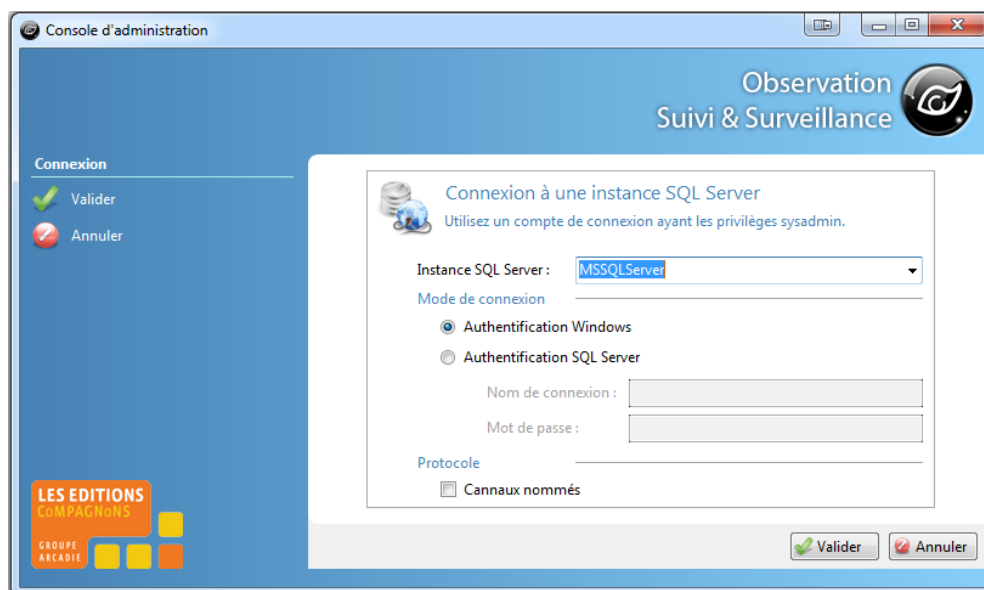 Console d'administration
Observation
Suivi & Surveillance
Connexion
Valider
Annuler
Connexion à une instance SQL Server
Utilisez un compte de connexion ayant les privilèges sysadmin.
Instance SQL Server : MSSQLServer
Mode de connexion
Authentification Windows
Authentification SQL Server
Nom de connexion :
Mot de passe :
Protocole
Cannaux nommés
LES EDITIONS
CoMPAGNoNS
GROUPE
ARCADIE
Valider Annuler